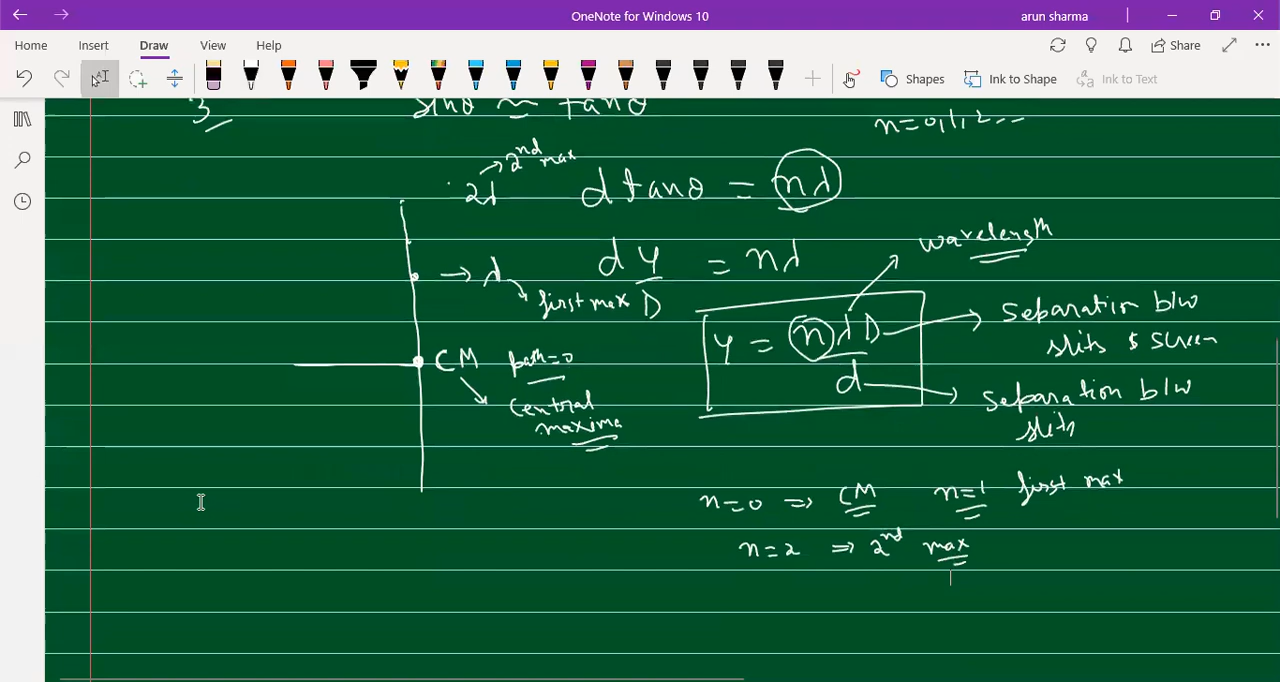 OneNote for Windows 10
arun sharma
Home Insert Draw View Help
Share
Shapes
Ink to Shape
Ink to Text
3
sinθ ≈ tanθ
n=0,1,2--
2λ → 2nd max
d tanθ = nλ
wavelength
→ λ
first max
d y = nλ
D
y = nλD
d
separation b/w
slits & screen
separation b/w
slits
CM path=0
central
maxima
n=0 ⇒ CM n=1 first max
n=2 ⇒ 2nd max